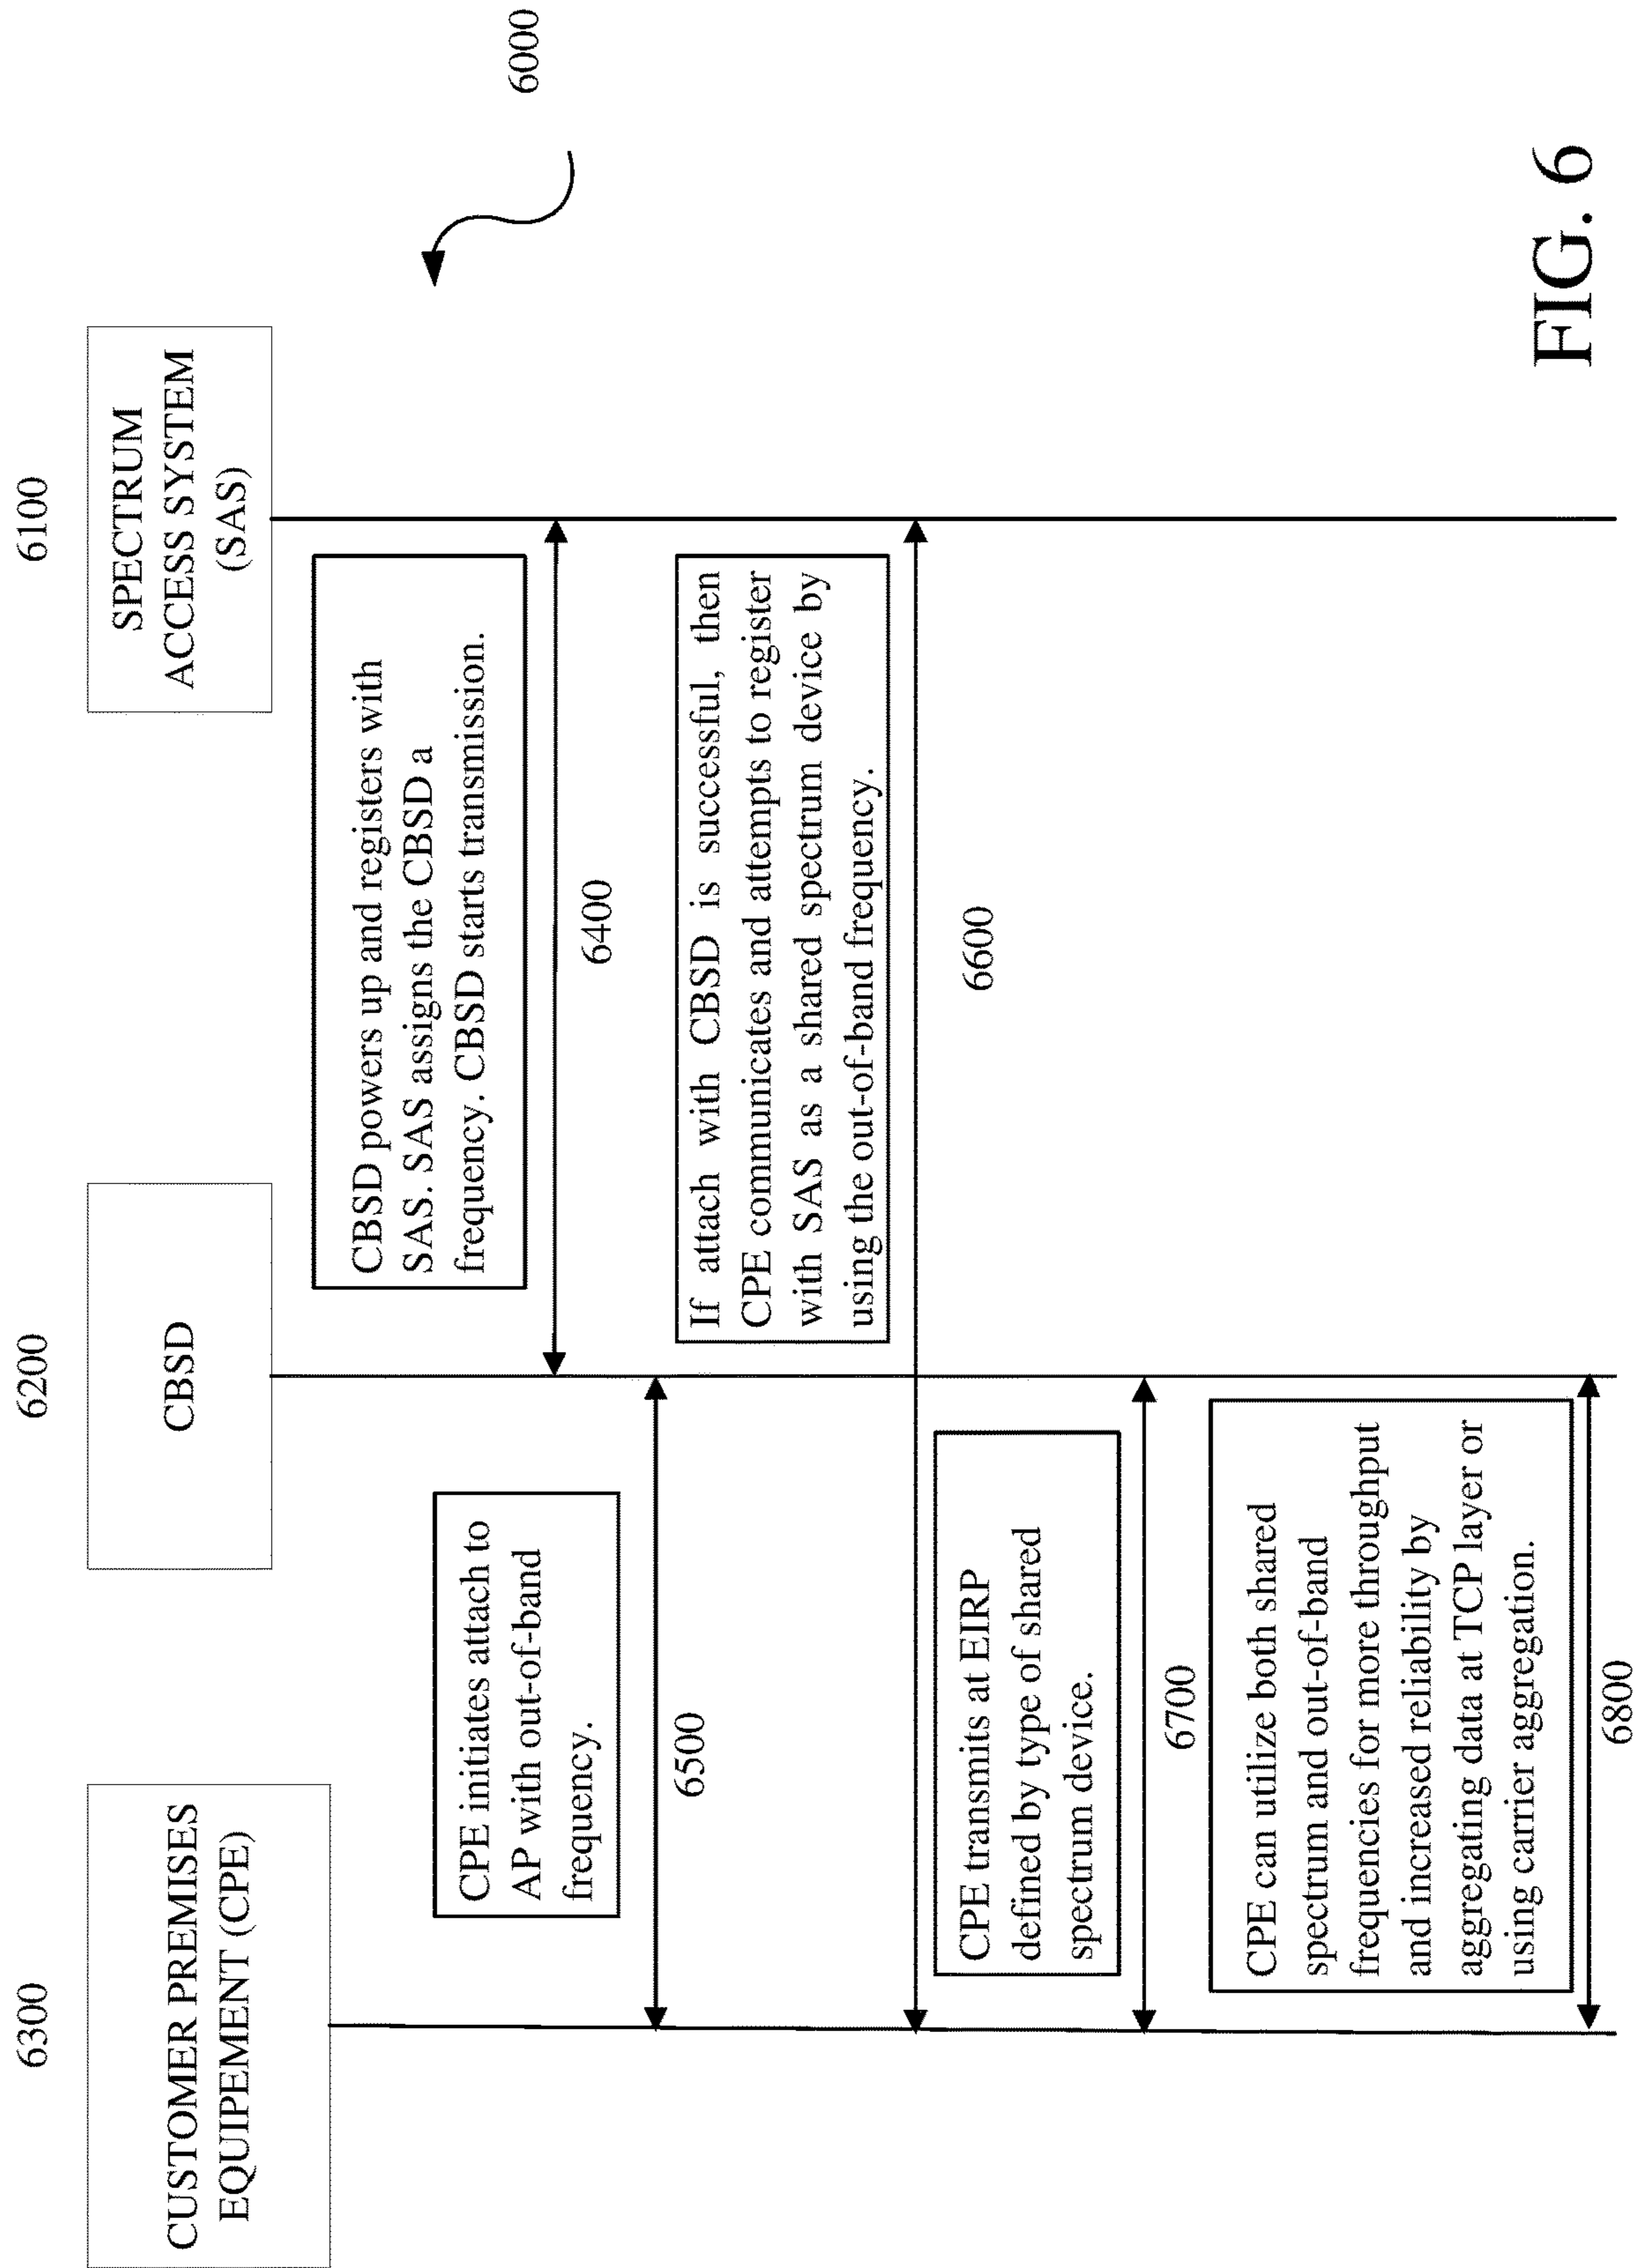 6300
6200
6100
CUSTOMER PREMISES
EQUIPEMENT (CPE)
CBSD
SPECTRUM
ACCESS SYSTEM
(SAS)
CBSD powers up and registers with
SAS. SAS assigns the CBSD a
frequency. CBSD starts transmission.
6400
6000
CPE initiates attach to
AP with out-of-band
frequency.
6500
If attach with CBSD is successful, then
CPE communicates and attempts to register
with SAS as a shared spectrum device by
using the out-of-band frequency.
6600
CPE transmits at EIRP
defined by type of shared
spectrum device.
6700
CPE can utilize both shared
spectrum and out-of-band
frequencies for more throughput
and increased reliability by
aggregating data at TCP layer or
using carrier aggregation.
6800
FIG. 6